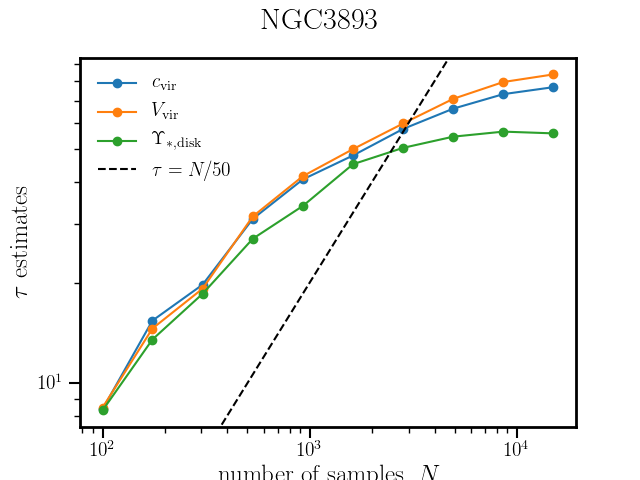 NGC3893
c_vir
V_vir
Υ_{*,disk}
τ = N/50
τ estimates
10^1
10^2
10^3
10^4
number of samples, N